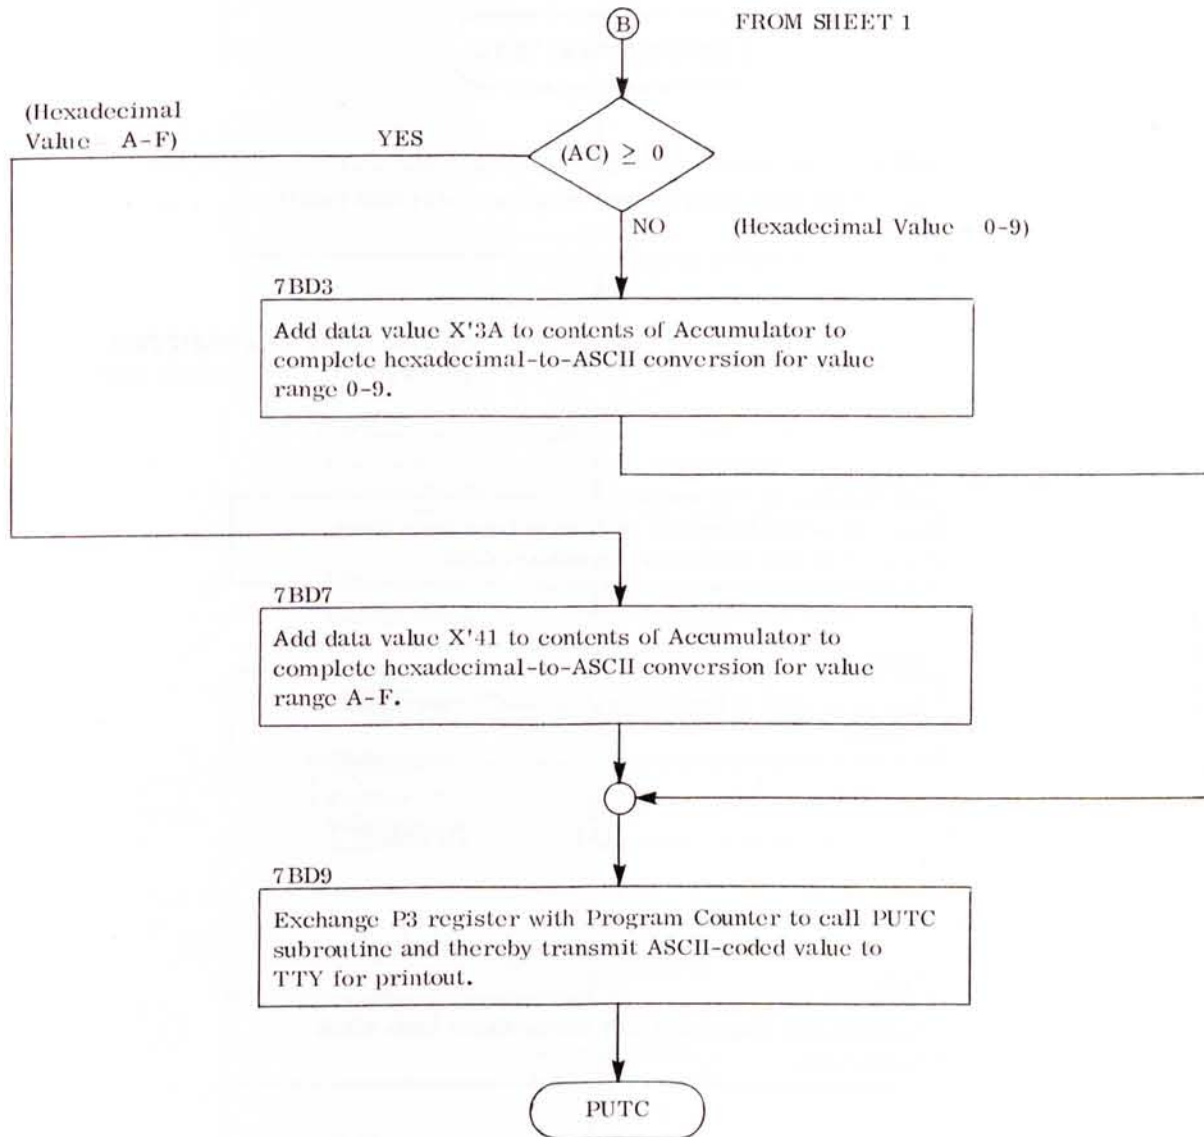 B
FROM SHEET 1
(Hexadecimal
Value A-F)
YES
(AC) ≥ 0
NO
(Hexadecimal Value 0-9)
7BD3
Add data value X'3A to contents of Accumulator to
complete hexadecimal-to-ASCII conversion for value
range 0-9.
7BD7
Add data value X'41 to contents of Accumulator to
complete hexadecimal-to-ASCII conversion for value
range A-F.
7BD9
Exchange P3 register with Program Counter to call PUTC
subroutine and thereby transmit ASCII-coded value to
TTY for printout.
PUTC